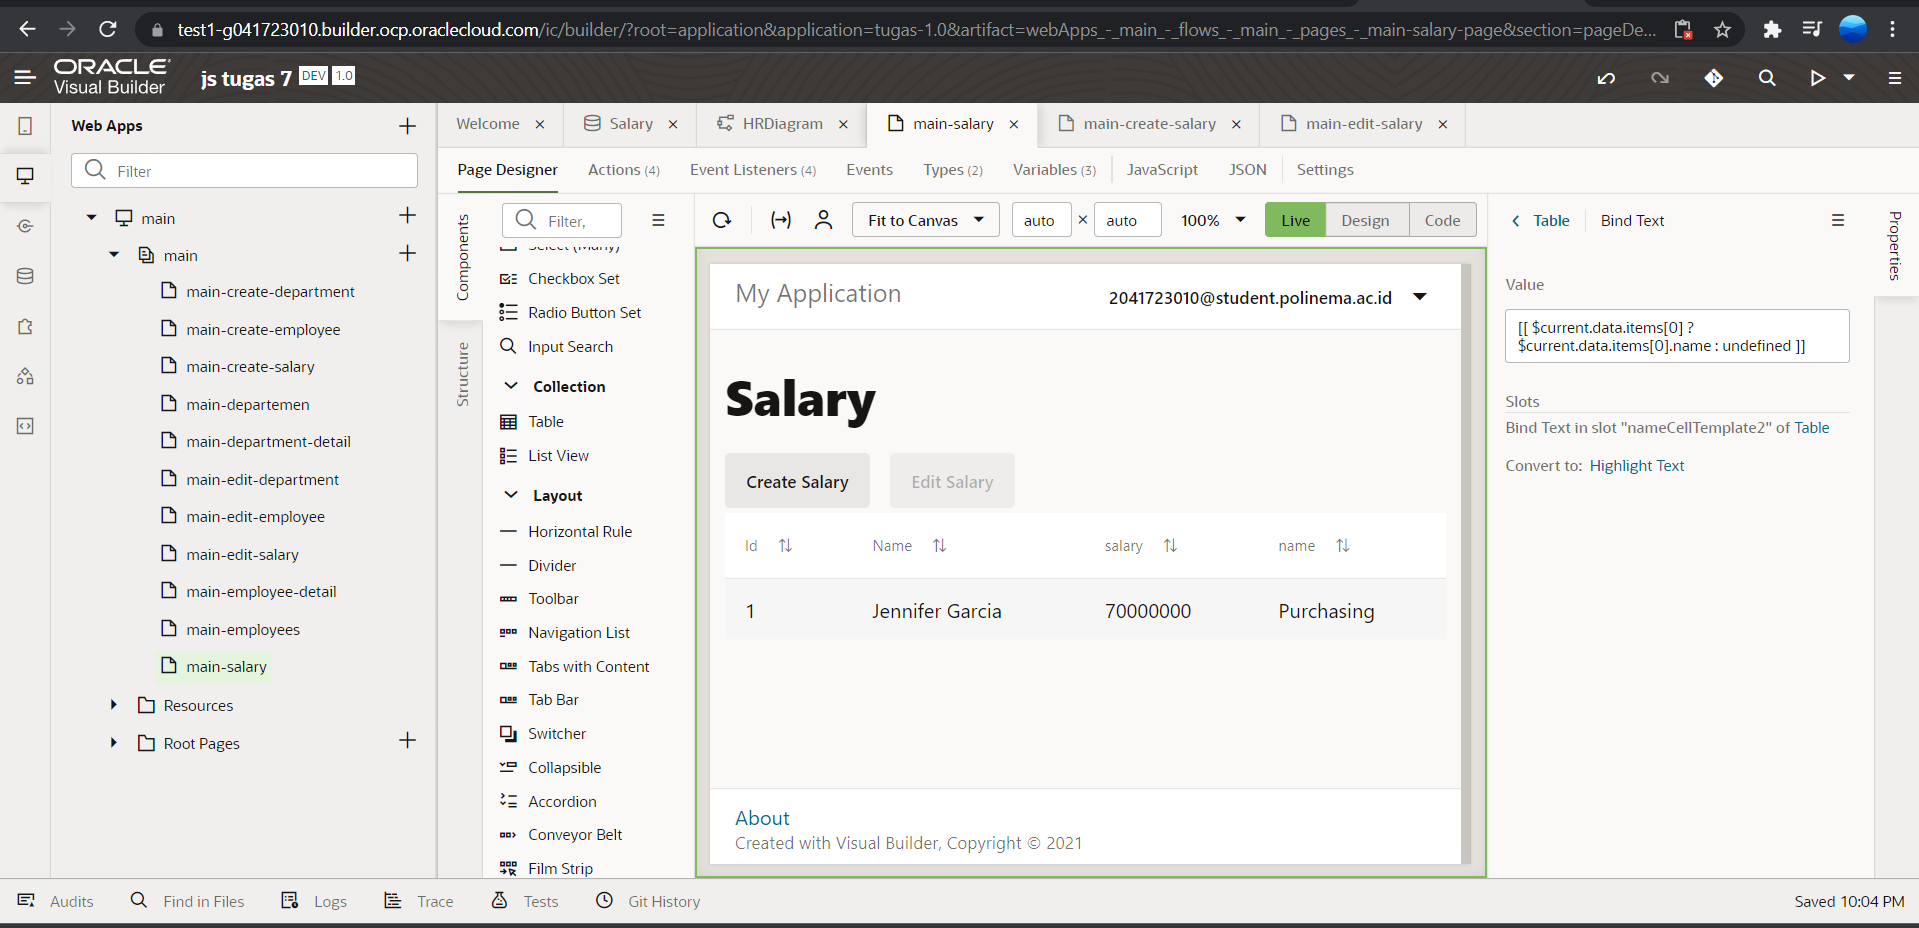 test1-g041723010.builder.ocp.oraclecloud.com/ic/builder/?root=application&application=tugas-1.0&artifact=webApps_-_main_-_flows_-_main_-_pages_-_main-salary-page&section=pageDe...
ORACLE
Visual Builder
js tugas 7 DEV 1.0
Web Apps
Filter
main
main
main-create-department
main-create-employee
main-create-salary
main-departemen
main-department-detail
main-edit-department
main-edit-employee
main-edit-salary
main-employee-detail
main-employees
main-salary
Resources
Root Pages
Welcome
Salary
HRDiagram
main-salary
main-create-salary
main-edit-salary
Page Designer
Actions (4)
Event Listeners (4)
Events
Types (2)
Variables (3)
JavaScript
JSON
Settings
Components
Structure
Filter,
Select (Many)
Checkbox Set
Radio Button Set
Input Search
Collection
Table
List View
Layout
Horizontal Rule
Divider
Toolbar
Navigation List
Tabs with Content
Tab Bar
Switcher
Collapsible
Accordion
Conveyor Belt
Film Strip
Fit to Canvas
auto × auto
100%
Live
Design
Code
My Application
2041723010@student.polinema.ac.id
Salary
Create Salary
Edit Salary
Id Name salary name
1 Jennifer Garcia 70000000 Purchasing
About
Created with Visual Builder, Copyright © 2021
Table
Bind Text
Value
[[ $current.data.items[0] ?
$current.data.items[0].name : undefined ]]
Slots
Bind Text in slot "nameCellTemplate2" of Table
Convert to: Highlight Text
Properties
Audits
Find in Files
Logs
Trace
Tests
Git History
Saved 10:04 PM